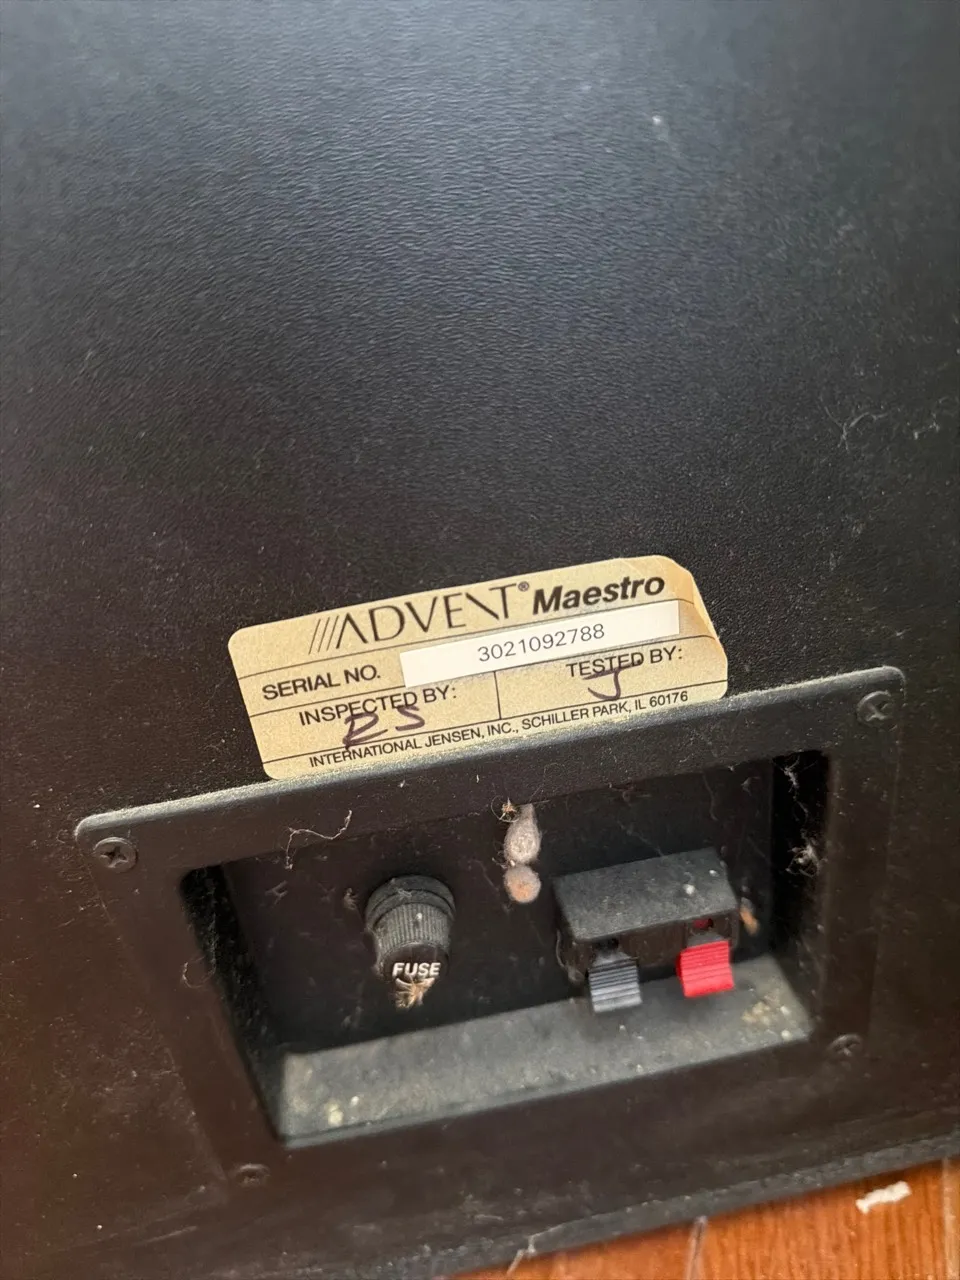 ADVENT® Maestro
SERIAL NO. 3021092788
INSPECTED BY: TESTED BY:
RS J
INTERNATIONAL JENSEN, INC., SCHILLER PARK, IL 60176
FUSE